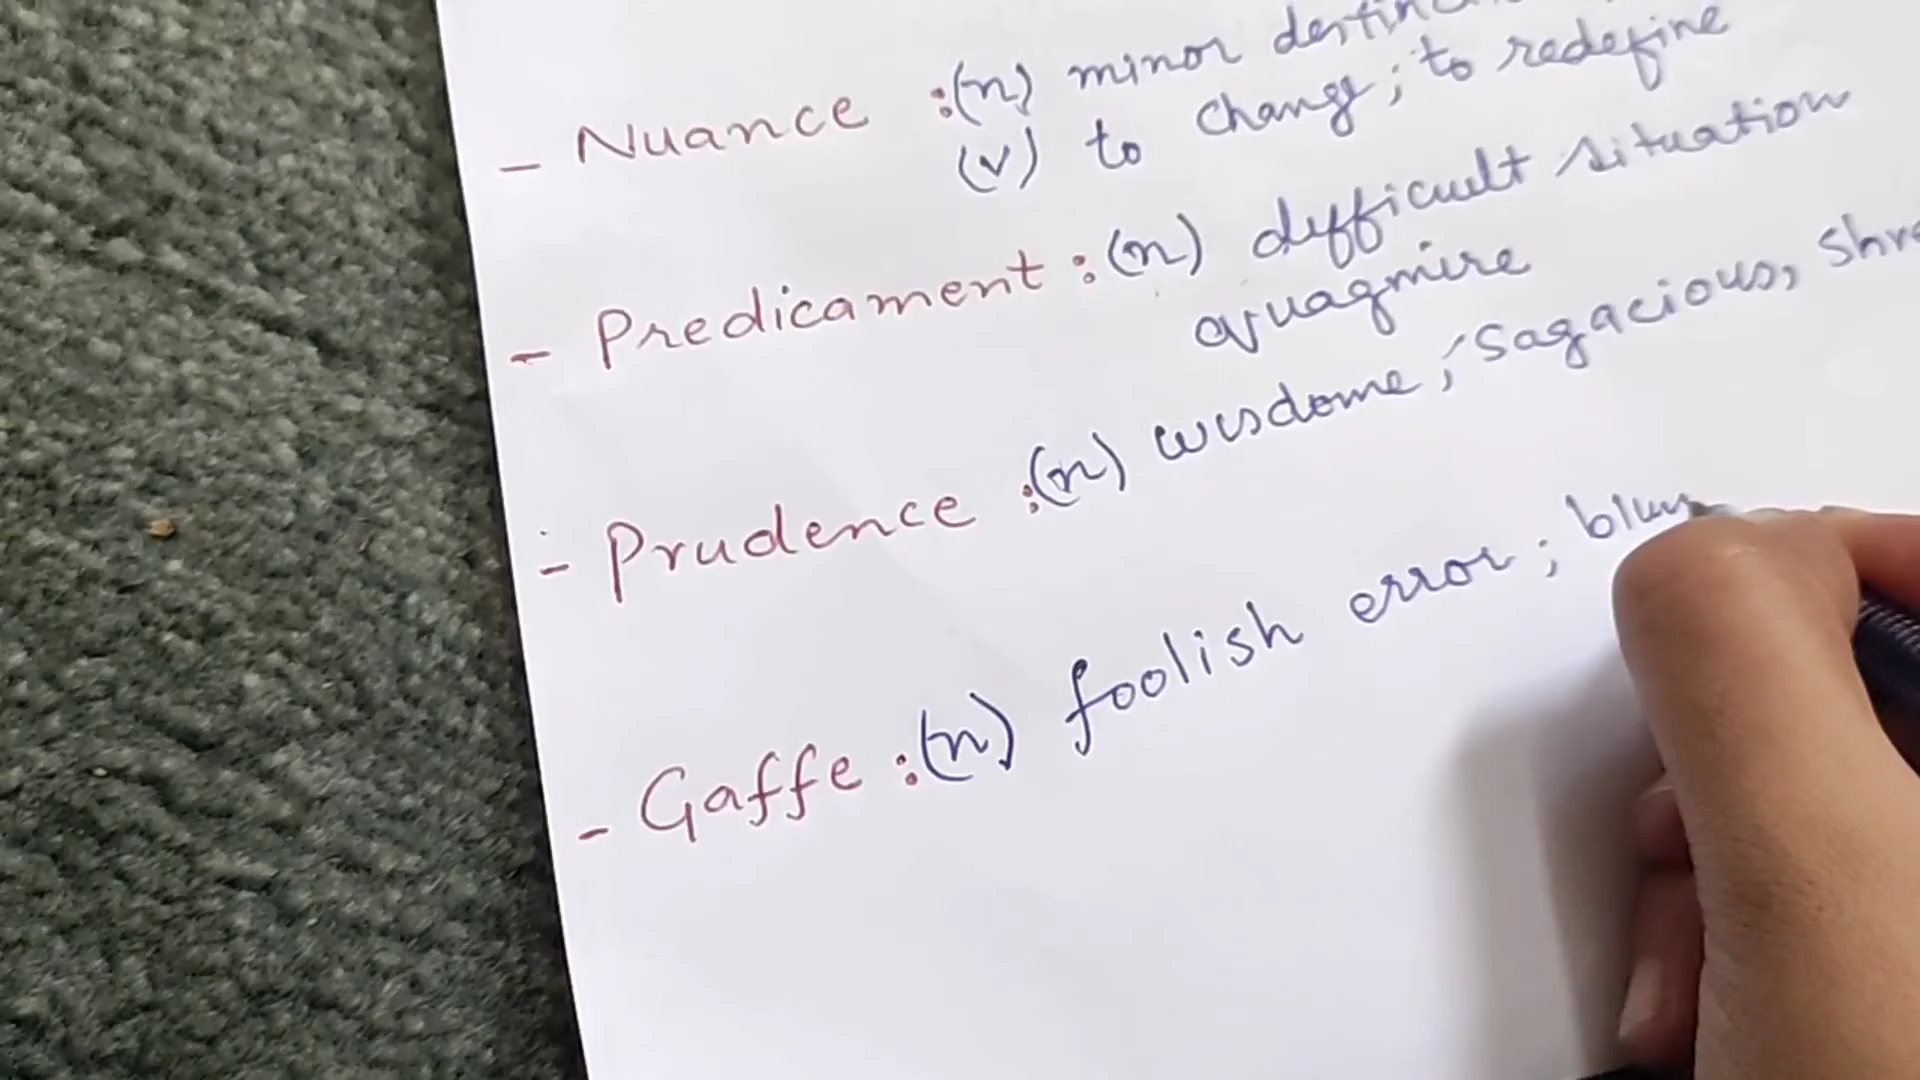 - Nuance : (n) minor
(v) to change; to redefine
- Predicament : (n) difficult situation
quagmire
- Prudence : (n) wisdome; sagacious,
- Gaffe : (n) foolish error;